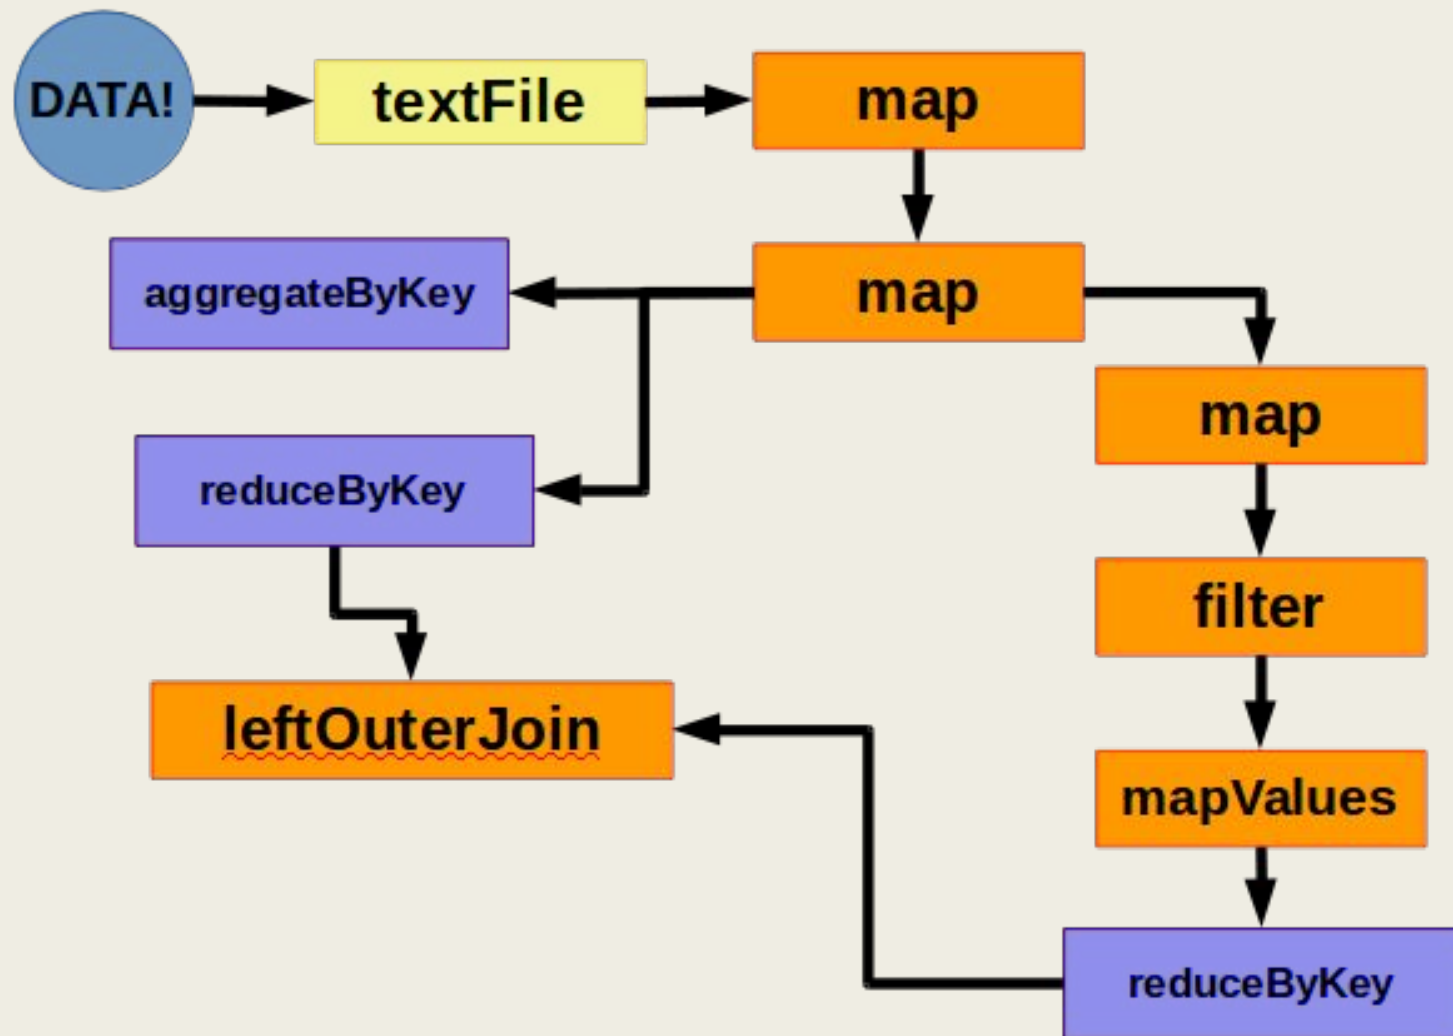 DATA!
textFile
map
aggregateByKey
map
map
reduceByKey
filter
leftOuterJoin
mapValues
reduceByKey